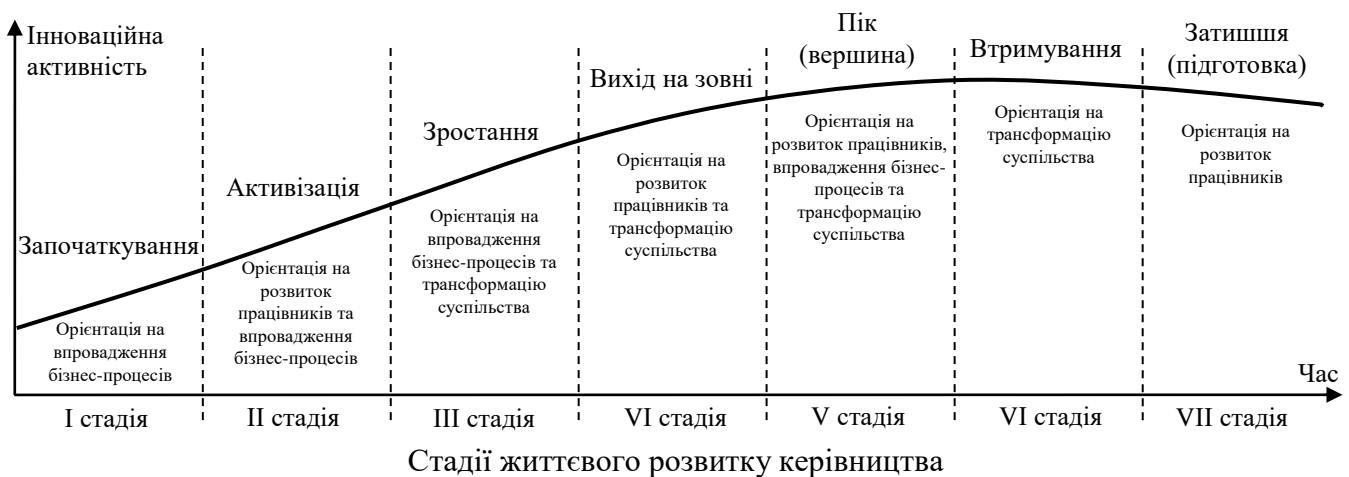 Інноваційна
активність
Започаткування
Орієнтація на
впровадження
бізнес-процесів
Активізація
Орієнтація на
розвиток
працівників та
впровадження
бізнес-процесів
Зростання
Орієнтація на
впровадження
бізнес-процесів та
трансформацію
суспільства
Вихід на зовні
Орієнтація на
розвиток
працівників та
трансформацію
суспільства
Пік
(вершина)
Орієнтація на
розвиток працівників,
впровадження бізнес-
процесів та
трансформацію
суспільства
Втримування
Орієнтація на
трансформацію
суспільства
Затишшя
(підготовка)
Орієнтація на
розвиток
працівників
Час
I стадія
II стадія
III стадія
VI стадія
V стадія
VI стадія
VII стадія
Стадії життєвого розвитку керівництва